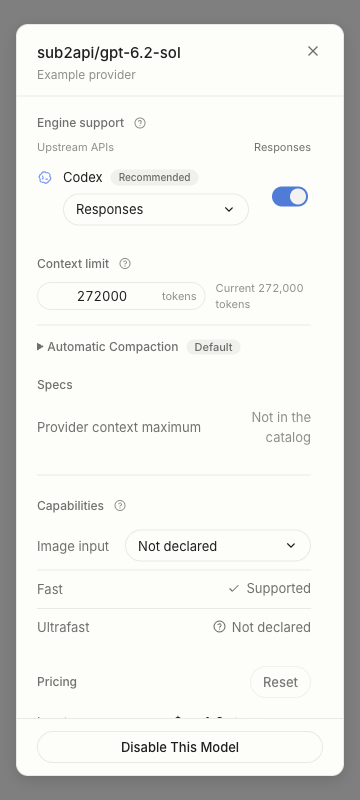 sub2api/gpt-6.2-sol
Example provider
Engine support
Upstream APIs Responses
Codex Recommended
Responses
Context limit
272000 tokens Current 272,000
tokens
Automatic Compaction Default
Specs
Provider context maximum Not in the
catalog
Capabilities
Image input Not declared
Fast Supported
Ultrafast Not declared
Pricing Reset
Disable This Model